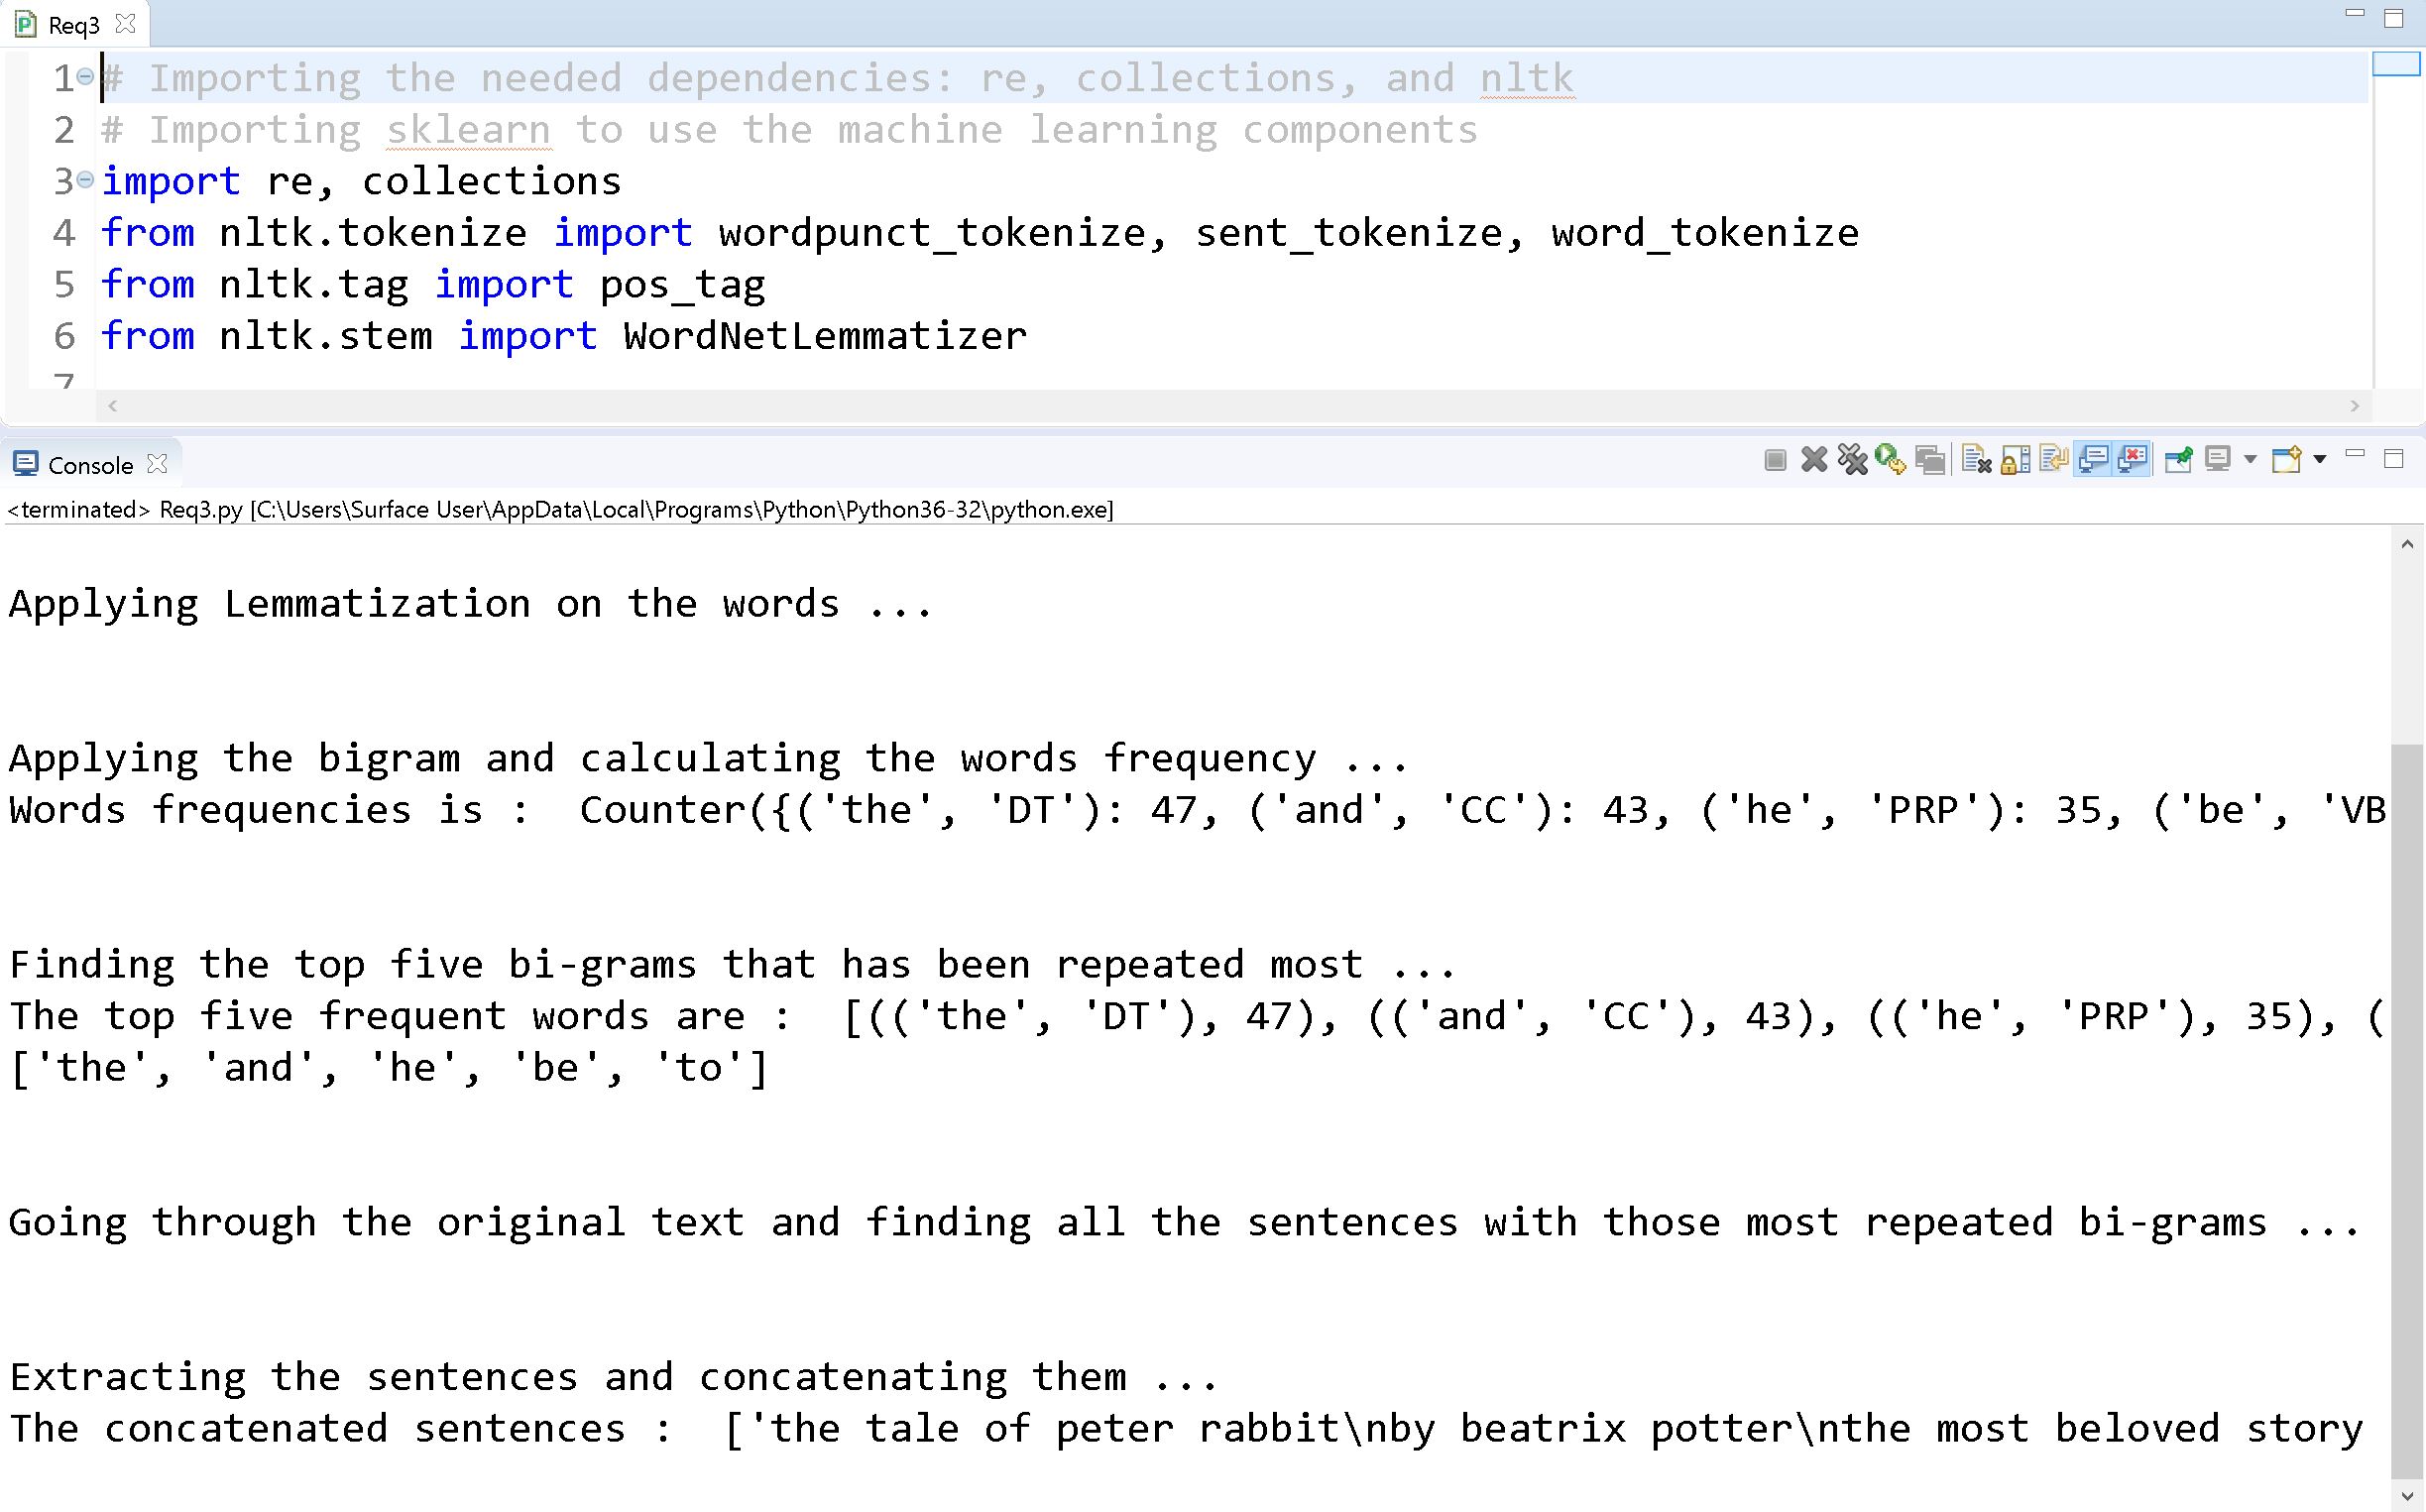 Req3
1 # Importing the needed dependencies: re, collections, and nltk
2 # Importing sklearn to use the machine learning components
3 import re, collections
4 from nltk.tokenize import wordpunct_tokenize, sent_tokenize, word_tokenize
5 from nltk.tag import pos_tag
6 from nltk.stem import WordNetLemmatizer
7
Console
<terminated> Req3.py [C:\Users\Surface User\AppData\Local\Programs\Python\Python36-32\python.exe]
Applying Lemmatization on the words ...
Applying the bigram and calculating the words frequency ...
Words frequencies is :  Counter({('the', 'DT'): 47, ('and', 'CC'): 43, ('he', 'PRP'): 35, ('be', 'VB
Finding the top five bi-grams that has been repeated most ...
The top five frequent words are :  [(('the', 'DT'), 47), (('and', 'CC'), 43), (('he', 'PRP'), 35), (
['the', 'and', 'he', 'be', 'to']
Going through the original text and finding all the sentences with those most repeated bi-grams ...
Extracting the sentences and concatenating them ...
The concatenated sentences :  ['the tale of peter rabbit\nby beatrix potter\nthe most beloved story